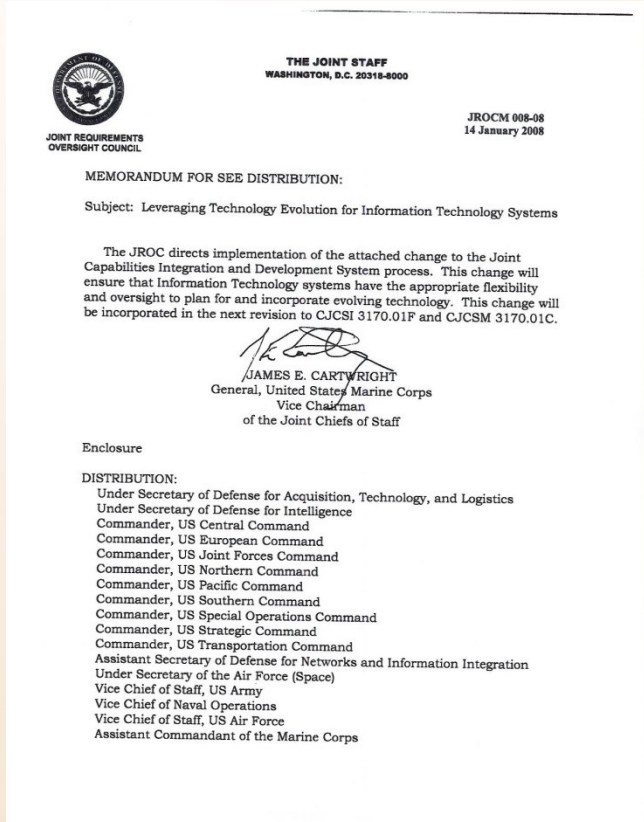 THE JOINT STAFF
WASHINGTON, D.C. 20318-8000
JOINT REQUIREMENTS
OVERSIGHT COUNCIL
JROCM 008-08
14 January 2008
MEMORANDUM FOR SEE DISTRIBUTION:
Subject: Leveraging Technology Evolution for Information Technology Systems
The JROC directs implementation of the attached change to the Joint
Capabilities Integration and Development System process. This change will
ensure that Information Technology systems have the appropriate flexibility
and oversight to plan for and incorporate evolving technology. This change will
be incorporated in the next revision to CJCSI 3170.01F and CJCSM 3170.01C.
JAMES E. CARTWRIGHT
General, United States Marine Corps
Vice Chairman
of the Joint Chiefs of Staff
Enclosure
DISTRIBUTION:
Under Secretary of Defense for Acquisition, Technology, and Logistics
Under Secretary of Defense for Intelligence
Commander, US Central Command
Commander, US European Command
Commander, US Joint Forces Command
Commander, US Northern Command
Commander, US Pacific Command
Commander, US Southern Command
Commander, US Special Operations Command
Commander, US Strategic Command
Commander, US Transportation Command
Assistant Secretary of Defense for Networks and Information Integration
Under Secretary of the Air Force (Space)
Vice Chief of Staff, US Army
Vice Chief of Naval Operations
Vice Chief of Staff, US Air Force
Assistant Commandant of the Marine Corps